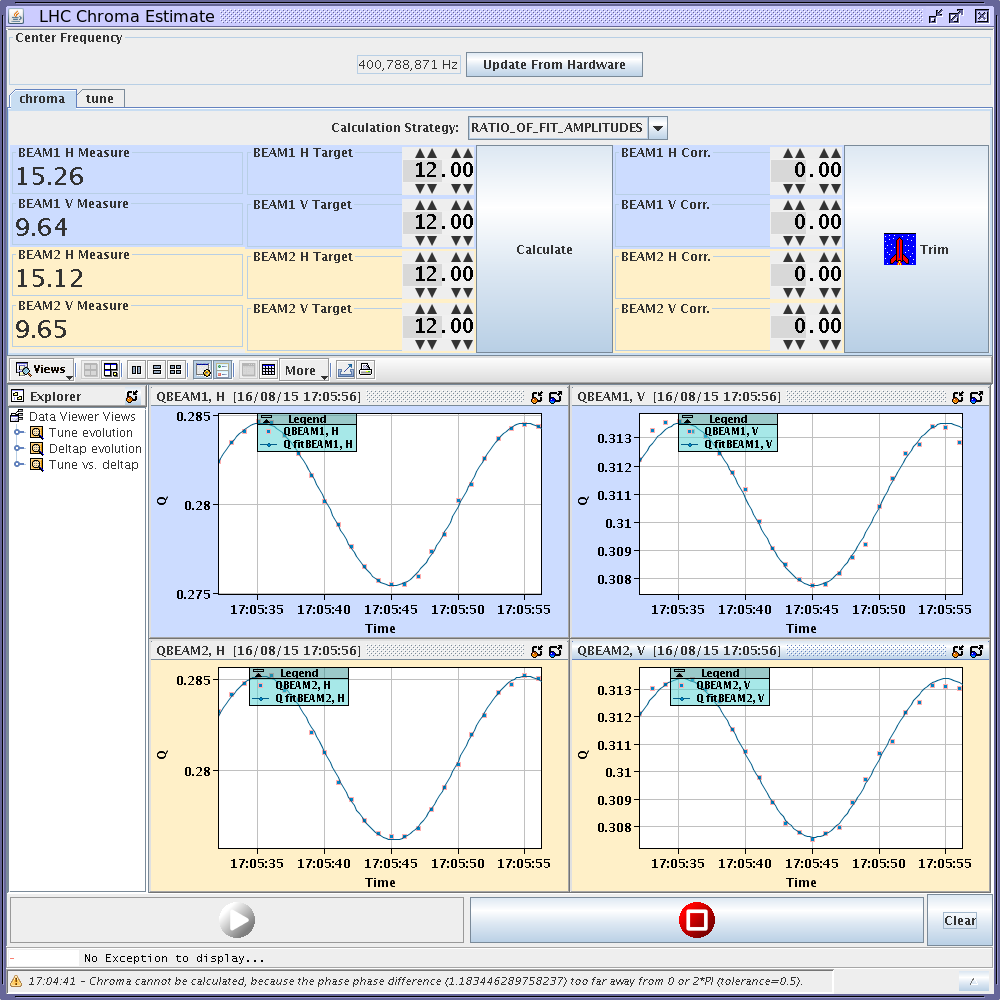 LHC Chroma Estimate
Center Frequency
400,788,871 Hz Update From Hardware
chroma tune
Calculation Strategy: RATIO_OF_FIT_AMPLITUDES
BEAM1 H Measure BEAM1 H Target BEAM1 H Corr.
15.26 12.00 0.00
BEAM1 V Measure BEAM1 V Target BEAM1 V Corr.
9.64 12.00 0.00
Calculate Trim
BEAM2 H Measure BEAM2 H Target BEAM2 H Corr.
15.12 12.00 0.00
BEAM2 V Measure BEAM2 V Target BEAM2 V Corr.
9.65 12.00 0.00
Views More
Explorer
Data Viewer Views
Tune evolution
Deltap evolution
Tune vs. deltap
QBEAM1, H [16/08/15 17:05:56]
Legend
QBEAM1, H
Q fitBEAM1, H
0.285
0.28
0.275
Q
17:05:35 17:05:40 17:05:45 17:05:50 17:05:55
Time
QBEAM1, V [16/08/15 17:05:56]
Legend
QBEAM1, V
Q fitBEAM1, V
0.313
0.312
0.311
0.31
0.309
0.308
Q
17:05:35 17:05:40 17:05:45 17:05:50 17:05:55
Time
QBEAM2, H [16/08/15 17:05:56]
Legend
QBEAM2, H
Q fitBEAM2, H
0.285
0.28
Q
17:05:35 17:05:40 17:05:45 17:05:50 17:05:55
Time
QBEAM2, V [16/08/15 17:05:56]
Legend
QBEAM2, V
Q fitBEAM2, V
0.313
0.312
0.311
0.31
0.309
0.308
Q
17:05:35 17:05:40 17:05:45 17:05:50 17:05:55
Time
Clear
- No Exception to display...
17:04:41 - Chroma cannot be calculated, because the phase phase difference (1.183446289758237) too far away from 0 or 2*PI (tolerance=0.5). /